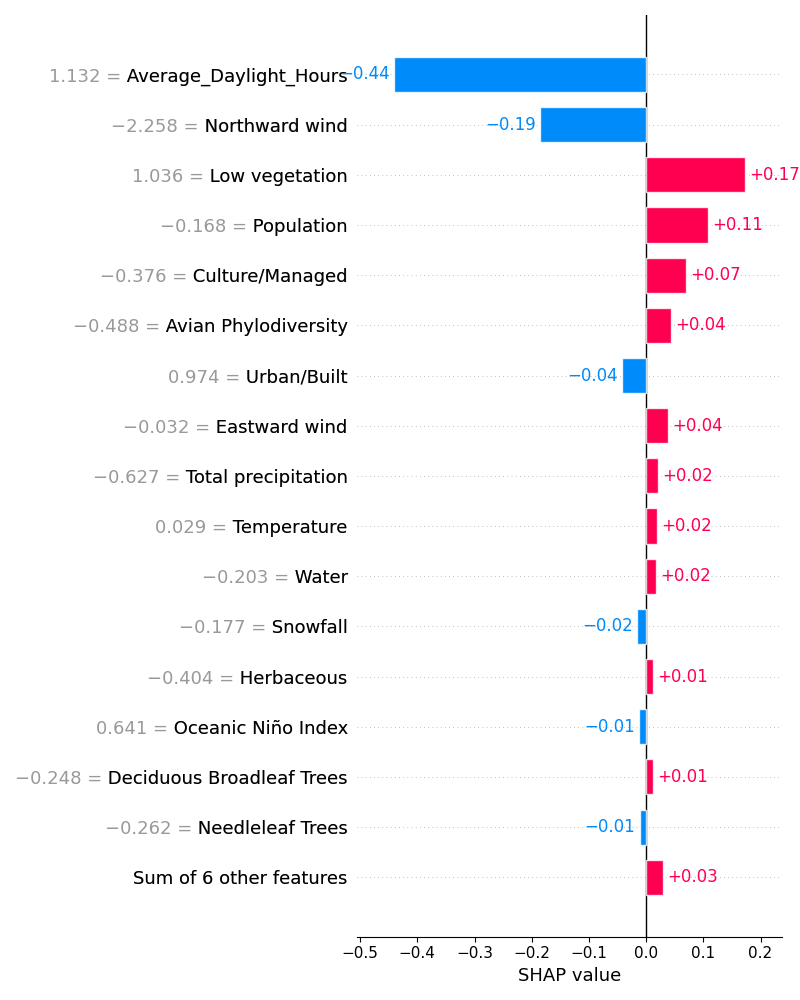 1.132 = Average_Daylight_Hours −0.44
−2.258 = Northward wind −0.19
1.036 = Low vegetation +0.17
−0.168 = Population +0.11
−0.376 = Culture/Managed +0.07
−0.488 = Avian Phylodiversity +0.04
0.974 = Urban/Built −0.04
−0.032 = Eastward wind +0.04
−0.627 = Total precipitation +0.02
0.029 = Temperature +0.02
−0.203 = Water +0.02
−0.177 = Snowfall −0.02
−0.404 = Herbaceous +0.01
0.641 = Oceanic Niño Index −0.01
−0.248 = Deciduous Broadleaf Trees +0.01
−0.262 = Needleleaf Trees −0.01
Sum of 6 other features +0.03
−0.5 −0.4 −0.3 −0.2 −0.1 0.0 0.1 0.2
SHAP value